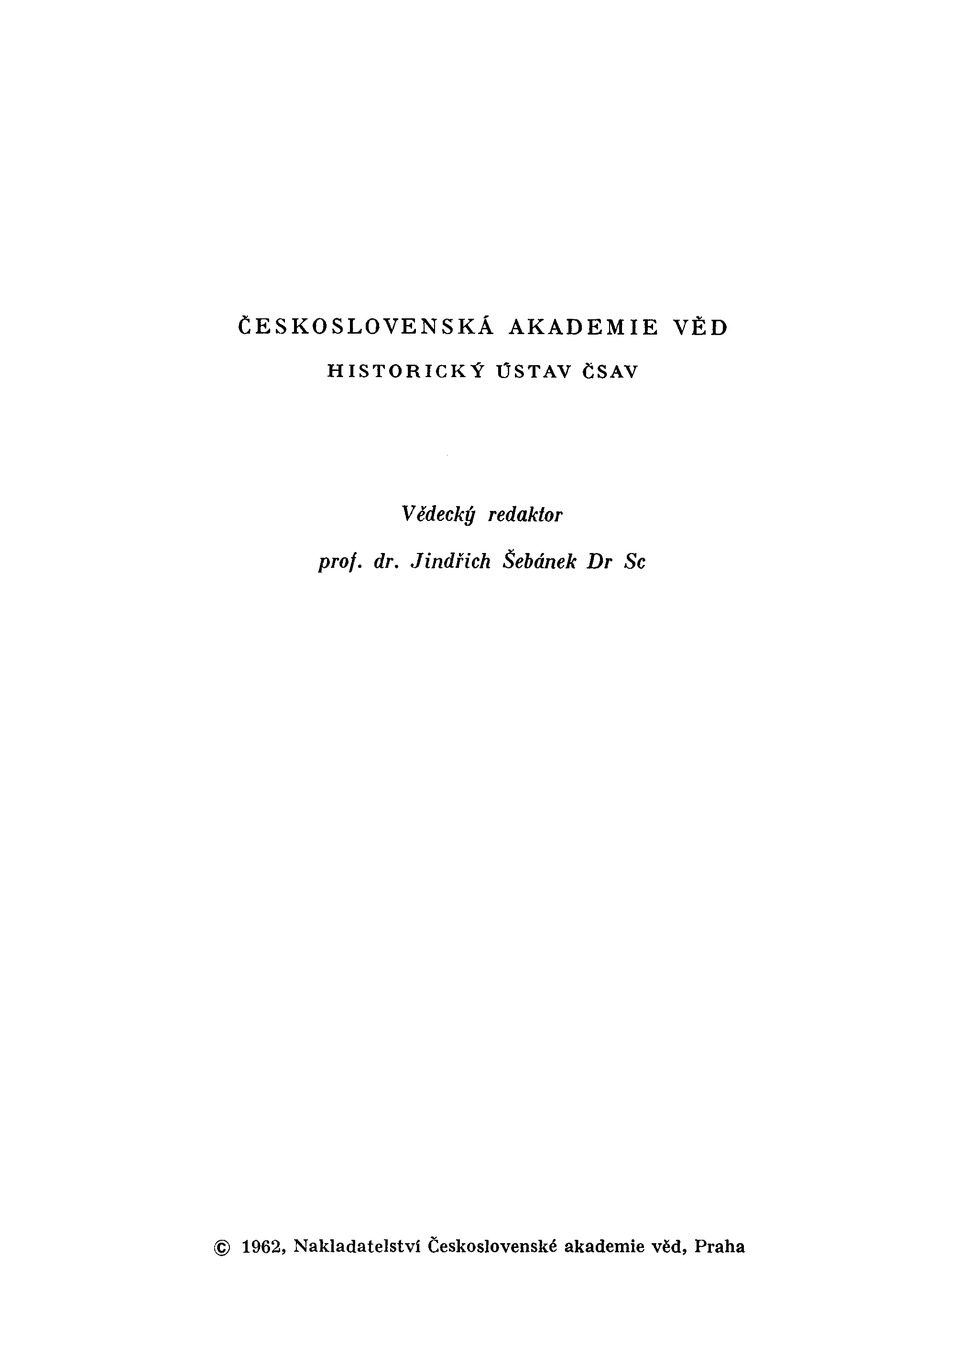 ČESKOSLOVENSKÁ AKADEMIE VĚD
HISTORICKÝ ÚSTAV ČSAV
Vědecký redaktor
prof. dr. Jindřich Šebánek Dr Sc
© 1962, Nakladatelství Československé akademie věd, Praha